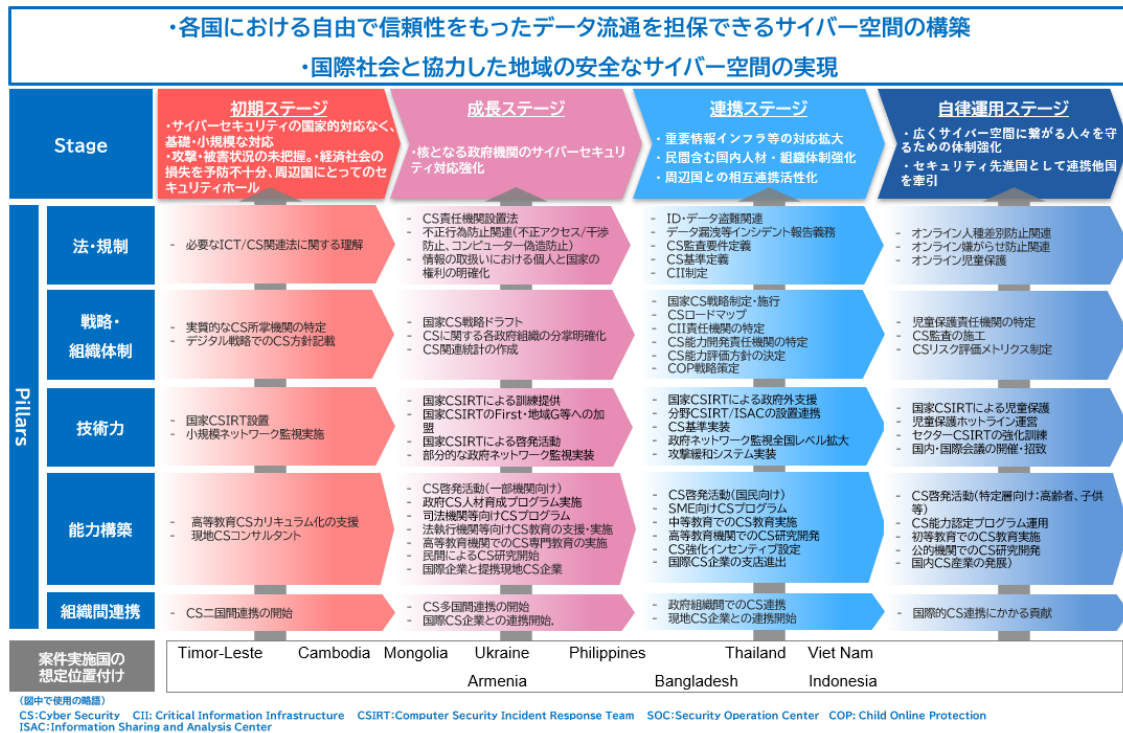 ・各国における自由で信頼性をもったデータ流通を担保できるサイバー空間の構築
・国際社会と協力した地域の安全なサイバー空間の実現
Stage
初期ステージ
・サイバーセキュリティの国家的対応なく、
基礎・小規模な対応
・攻撃・被害状況の未把握。・経済社会の
損失を予防不十分、周辺国にとってのセ
キュリティホール
成長ステージ
・核となる政府機関のサイバーセキュリ
ティ対応強化
連携ステージ
・重要情報インフラ等の対応拡大
・民間含む国内人材・組織体制強化
・周辺国との相互連携活性化
自律運用ステージ
・広くサイバー空間に繋がる人々を守
るための体制強化
・セキュリティ先進国として連携他国
を牽引
Pillars
法・規制
- 必要なICT/CS関連法に関する理解
- CS責任機関設置法
- 不正行為防止関連(不正アクセス/干渉
防止、コンピューター偽造防止)
- 情報の取扱いにおける個人と国家の
権利の明確化
- ID・データ盗難関連
- データ漏洩等インシデント報告義務
- CS監査要件定義
- CS基準定義
- CII制定
- オンライン人種差別防止関連
- オンライン嫌がらせ防止関連
- オンライン児童保護
戦略・
組織体制
- 実質的なCS所掌機関の特定
- デジタル戦略でのCS方針記載
- 国家CS戦略ドラフト
- CSに関する各政府組織の分掌明確化
- CS関連統計の作成
- 国家CS戦略制定・施行
- CSロードマップ
- CII責任機関の特定
- CS能力開発責任機関の特定
- CS能力評価方針の決定
- COP戦略策定
- 児童保護責任機関の特定
- CS監査の施工
- CSリスク評価メトリクス制定
技術力
- 国家CSIRT設置
- 小規模ネットワーク監視実施
- 国家CSIRTによる訓練提供
- 国家CSIRTのFirst・地域G等への加
盟
- 国家CSIRTによる啓発活動
- 部分的な政府ネットワーク監視実装
- 国家CSIRTによる政府外支援
- 分野CSIRT/ISACの設置連携
- CS基準実装
- 政府ネットワーク監視全国レベル拡大
- 攻撃緩和システム実装
- 国家CSIRTによる児童保護
- 児童保護ホットライン運営
- セクターCSIRTの強化訓練
- 国内・国際会議の開催・招致
能力構築
- 高等教育CSカリキュラム化の支援
- 現地CSコンサルタント
- CS啓発活動(一部機関向け)
- 政府CS人材育成プログラム実施
- 司法機関等向けCSプログラム
- 法執行機関等向けCS教育の支援・実施
- 高等教育機関でのCS専門教育の実施
- 民間によるCS研究開始
- 国際企業と提携現地CS企業
- CS啓発活動(国民向け)
- SME向けCSプログラム
- 中等教育でのCS教育実施
- 高等教育機関でのCS研究開発
- CS強化インセンティブ設定
- 国際CS企業の支店進出
- CS啓発活動(特定層向け:高齢者、子供
等)
- CS能力認定プログラム運用
- 初等教育でのCS教育実施
- 公的機関でのCS研究開発
- 国内CS産業の発展)
組織間連携
- CS二国間連携の開始
- CS多国間連携の開始
- 国際CS企業との連携開始.
- 政府組織間でのCS連携
- 現地CS企業との連携開始
- 国際的CS連携にかかる貢献
案件実施国の
想定位置付け
Timor-Leste Cambodia Mongolia Ukraine Philippines Thailand Viet Nam
Armenia Bangladesh Indonesia
(図中で使用の略語)
CS:Cyber Security CII: Critical Information Infrastructure CSIRT:Computer Security Incident Response Team SOC:Security Operation Center COP: Child Online Protection
ISAC:Information Sharing and Analysis Center